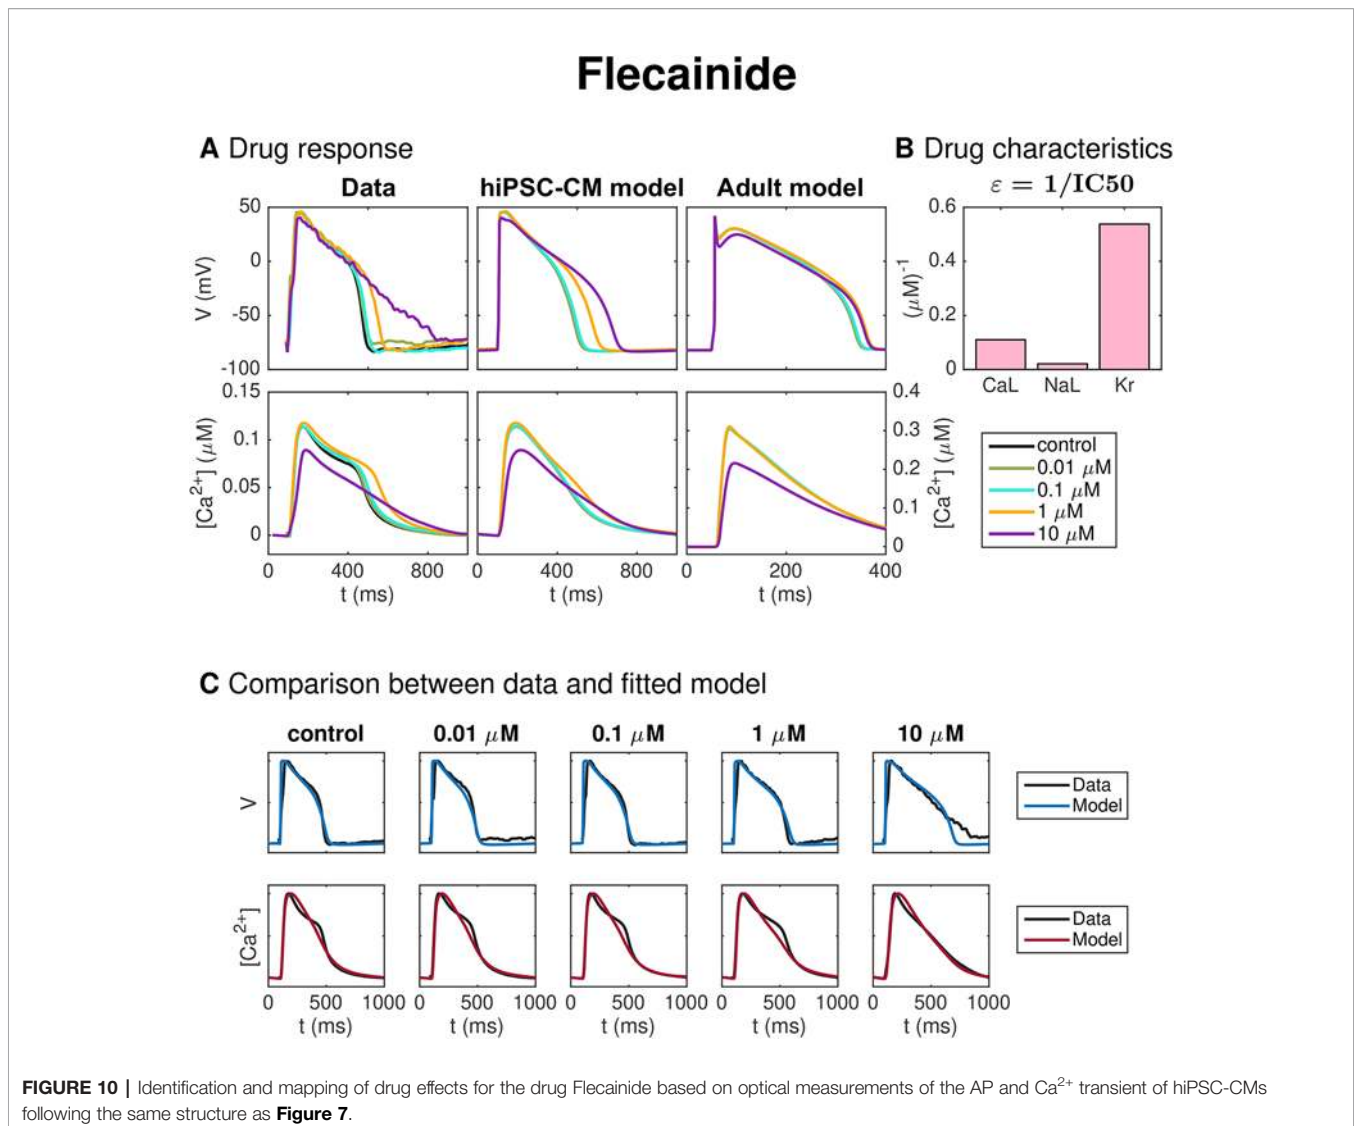 Flecainide
A Drug response
B Drug characteristics
Data
hiPSC-CM model
Adult model
ε = 1/IC50
50
0
-50
-100
V (mV)
0.6
0.4
0.2
0
(μM)⁻¹
CaL
NaL
Kr
0.15
0.1
0.05
0
[Ca²⁺] (μM)
0.4
0.3
0.2
0.1
0
[Ca²⁺] (μM)
0
400
800
t (ms)
0
400
800
t (ms)
0
200
400
t (ms)
control
0.01 μM
0.1 μM
1 μM
10 μM
C Comparison between data and fitted model
control
0.01 μM
0.1 μM
1 μM
10 μM
V
Data
Model
[Ca²⁺]
Data
Model
0 500 1000
t (ms)
0 500 1000
t (ms)
0 500 1000
t (ms)
0 500 1000
t (ms)
0 500 1000
t (ms)
FIGURE 10 | Identification and mapping of drug effects for the drug Flecainide based on optical measurements of the AP and Ca²⁺ transient of hiPSC-CMs
following the same structure as Figure 7.